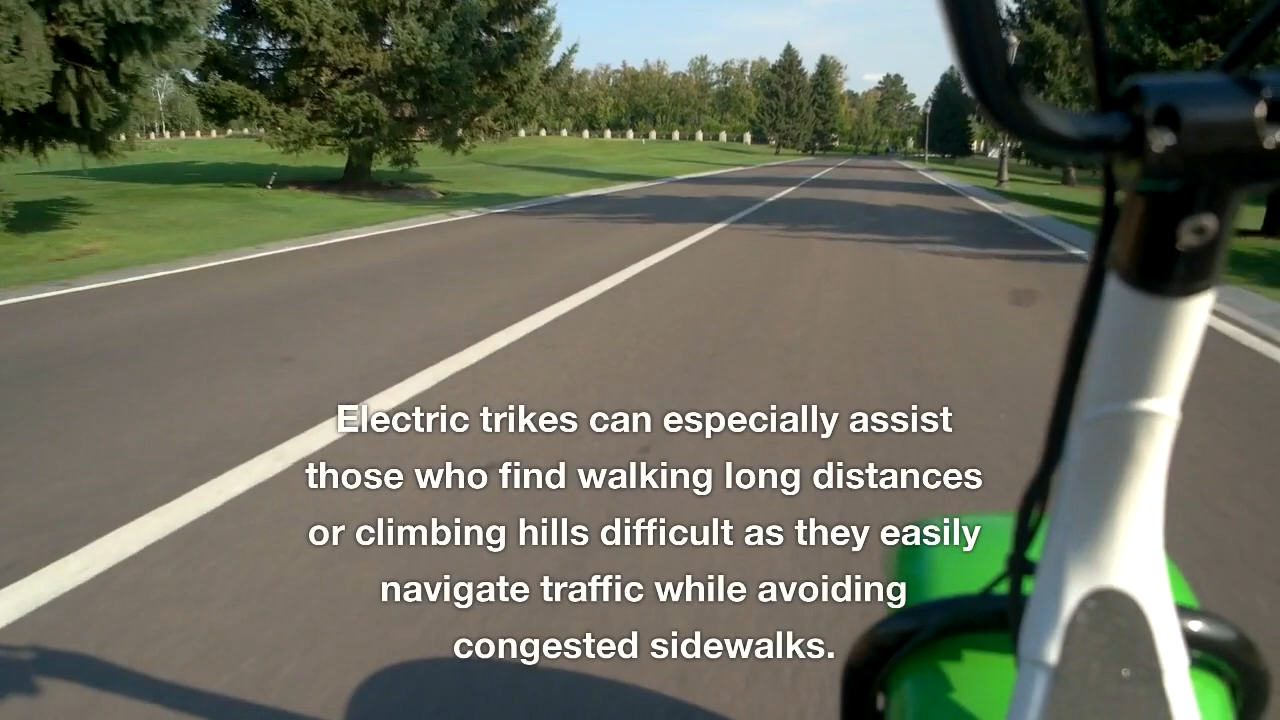 Electric trikes can especially assist
those who find walking long distances
or climbing hills difficult as they easily
navigate traffic while avoiding
congested sidewalks.